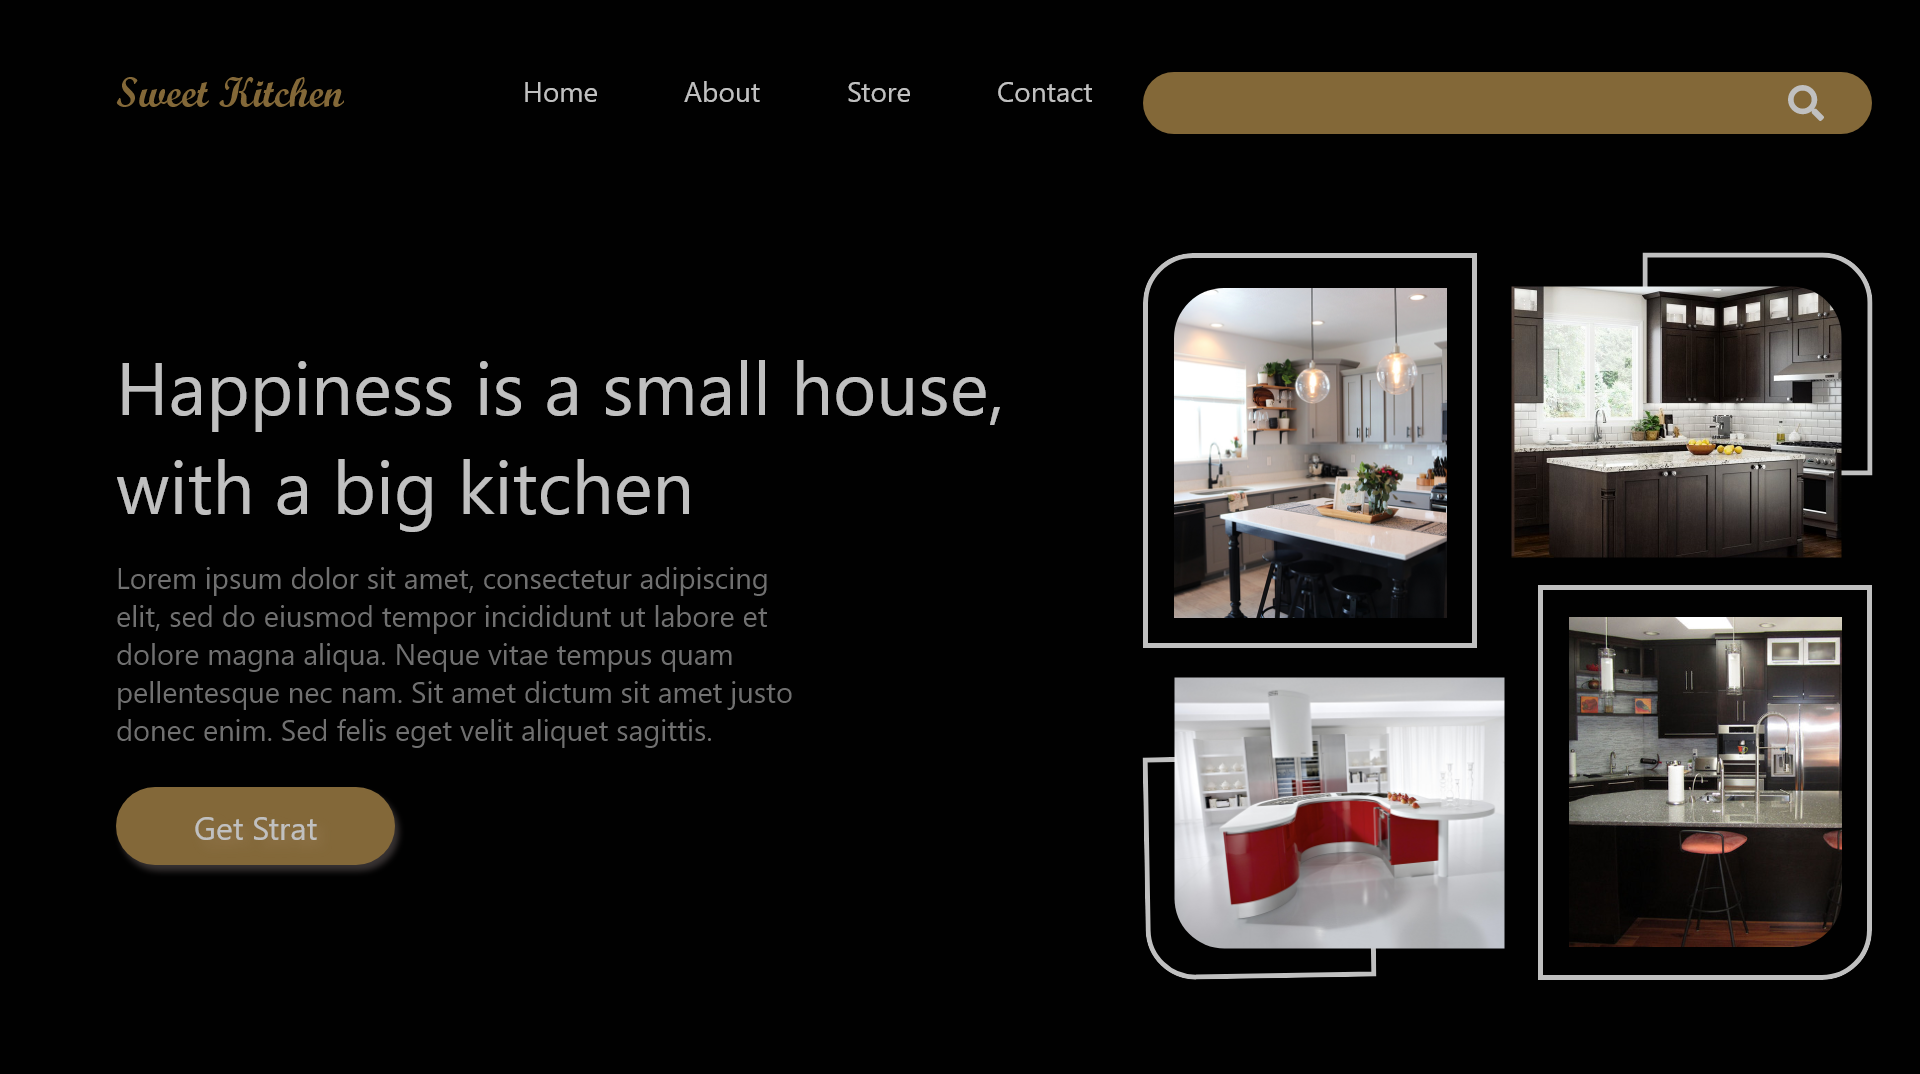 Sweet Kitchen
Home
About
Store
Contact
Happiness is a small house,
with a big kitchen
Lorem ipsum dolor sit amet, consectetur adipiscing
elit, sed do eiusmod tempor incididunt ut labore et
dolore magna aliqua. Neque vitae tempus quam
pellentesque nec nam. Sit amet dictum sit amet justo
donec enim. Sed felis eget velit aliquet sagittis.
Get Strat